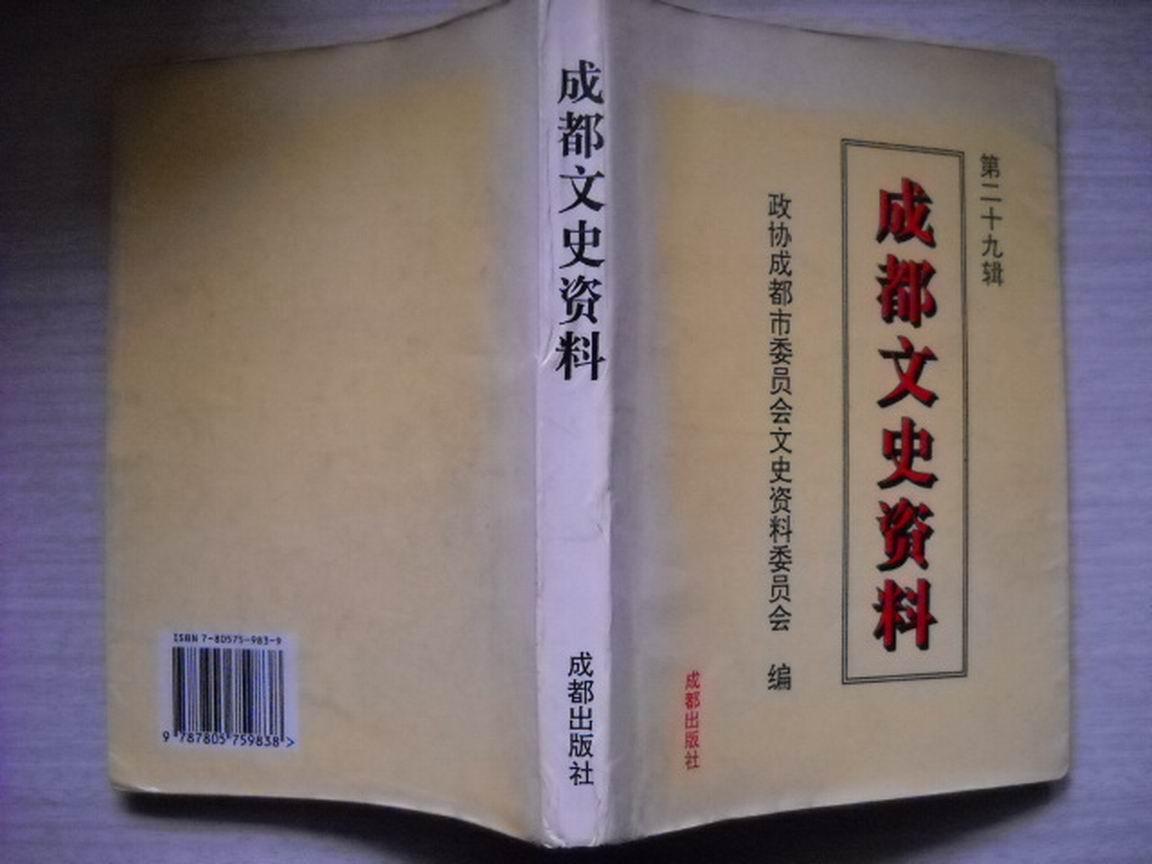 第二十九辑
成都文史资料
政协成都市委员会文史资料委员会 编
成都出版社
成都文史资料
成都出版社
ISBN 7-80575-983-9
9 787805 759838 >